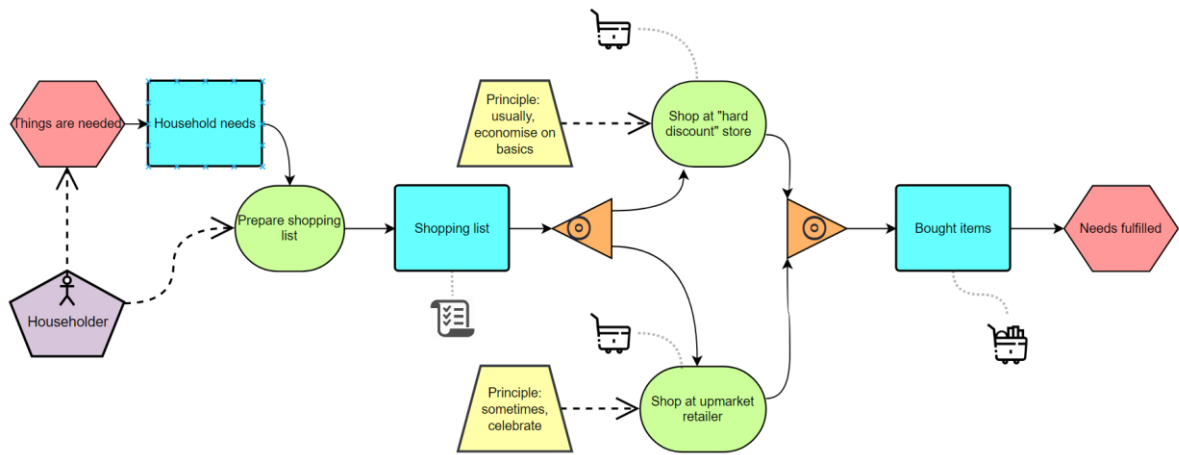 Things are needed
Household needs
Householder
Prepare shopping
list
Shopping list
Principle:
usually,
economise on
basics
Shop at "hard
discount" store
Principle:
sometimes,
celebrate
Shop at upmarket
retailer
Bought items
Needs fulfilled